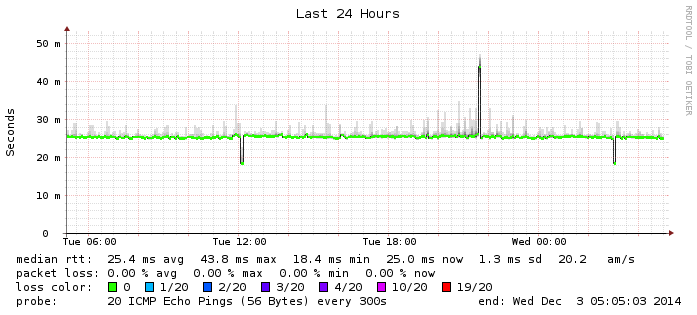 Last 24 Hours
RRDTOOL / TOBI OETIKER
Seconds
50 m
40 m
30 m
20 m
10 m
0
Tue 06:00 Tue 12:00 Tue 18:00 Wed 00:00
median rtt: 25.4 ms avg 43.8 ms max 18.4 ms min 25.0 ms now 1.3 ms sd 20.2 am/s
packet loss: 0.00 % avg 0.00 % max 0.00 % min 0.00 % now
loss color: 0 1/20 2/20 3/20 4/20 10/20 19/20
probe: 20 ICMP Echo Pings (56 Bytes) every 300s end: Wed Dec 3 05:05:03 2014